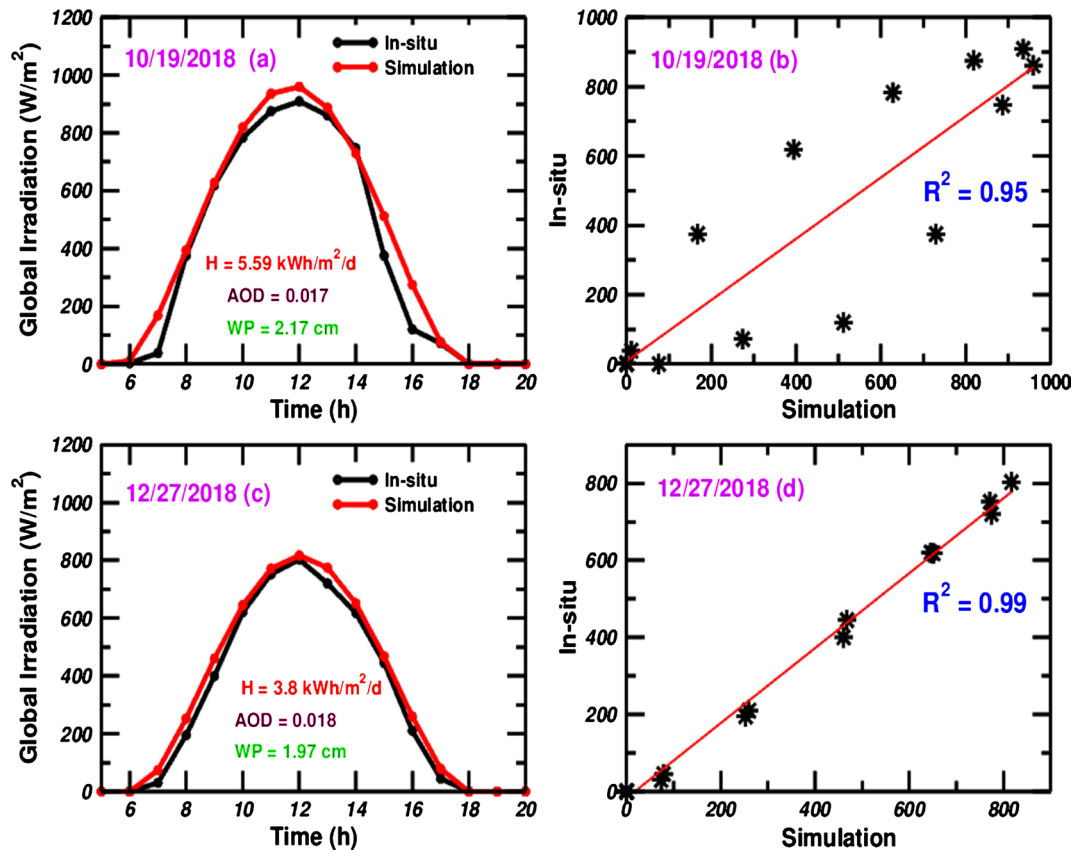 1200
1000
800
600
400
200
0
Global Irradiation (W/m²)
10/19/2018 (a)
In-situ
Simulation
H = 5.59 kWh/m²/d
AOD = 0.017
WP = 2.17 cm
6 8 10 12 14 16 18 20
Time (h)
1000
800
600
400
200
0
In-situ
10/19/2018 (b)
R² = 0.95
0 200 400 600 800 1000
Simulation
1200
1000
800
600
400
200
0
Global Irradiation (W/m²)
12/27/2018 (c)
In-situ
Simulation
H = 3.8 kWh/m²/d
AOD = 0.018
WP = 1.97 cm
6 8 10 12 14 16 18 20
Time (h)
800
600
400
200
0
In-situ
12/27/2018 (d)
R² = 0.99
0 200 400 600 800
Simulation